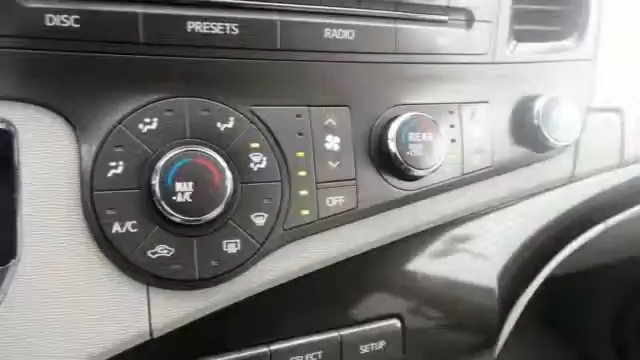 DISC PRESETS RADIO
MAX
-A/C
A/C
OFF
SELECT SETUP